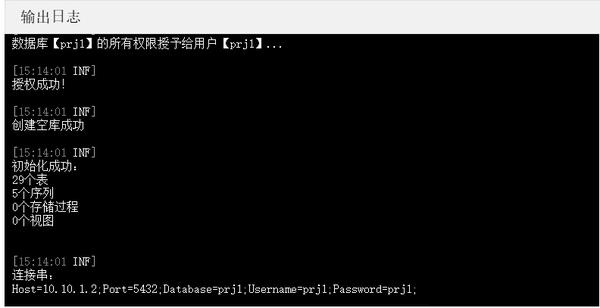 输出日志
数据库【prj1】的所有权限授予给用户【prj1】...
[15:14:01 INF]
授权成功!
[15:14:01 INF]
创建空库成功
[15:14:01 INF]
初始化成功:
29个表
5个序列
0个存储过程
0个视图
[15:14:01 INF]
连接串:
Host=10.10.1.2;Port=5432;Database=prj1;Username=prj1;Password=prj1;